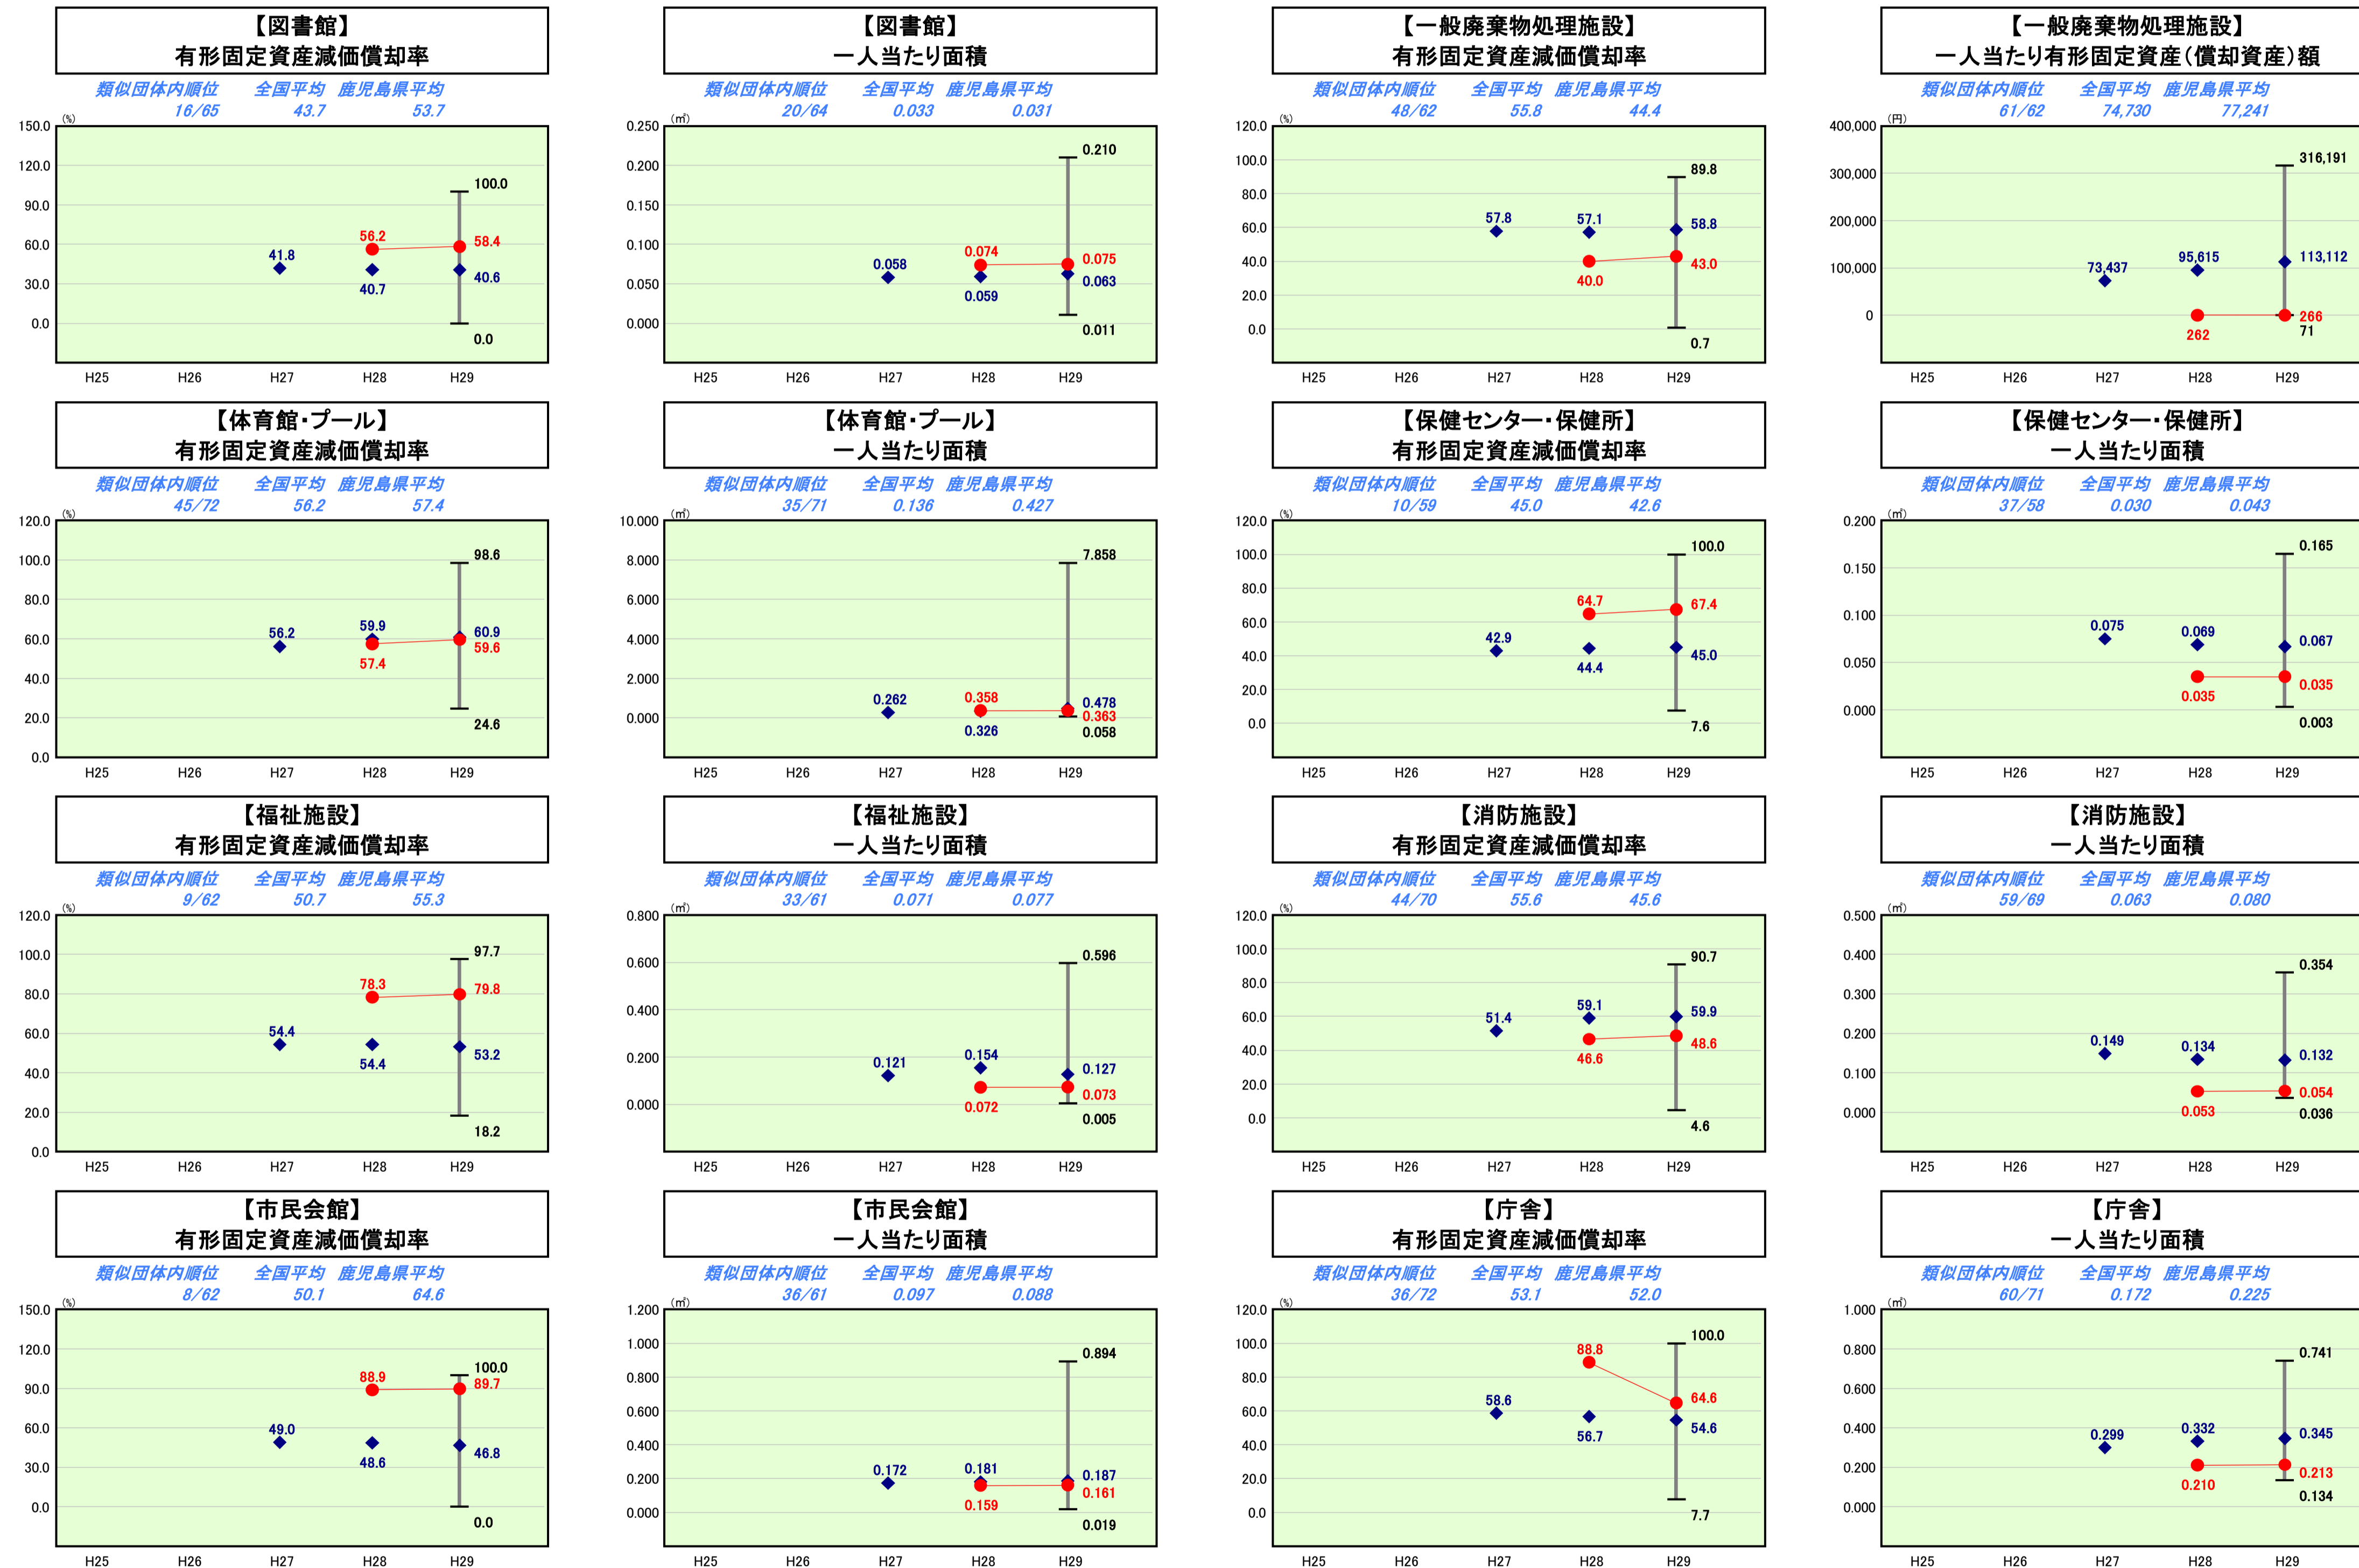 【図書館】
有形固定資産減価償却率
類似団体内順位 全国平均 鹿児島県平均
16/65 43.7 53.7
(%)
150.0
120.0
90.0
60.0
30.0
0.0
100.0
56.2
58.4
41.8
40.7
40.6
0.0
H25 H26 H27 H28 H29
【図書館】
一人当たり面積
類似団体内順位 全国平均 鹿児島県平均
20/64 0.033 0.031
(㎡)
0.250
0.200
0.150
0.100
0.050
0.000
0.210
0.074
0.075
0.058
0.059
0.063
0.011
H25 H26 H27 H28 H29
【一般廃棄物処理施設】
有形固定資産減価償却率
類似団体内順位 全国平均 鹿児島県平均
48/62 55.8 44.4
(%)
120.0
100.0
80.0
60.0
40.0
20.0
0.0
89.8
57.8
57.1
58.8
40.0
43.0
0.7
H25 H26 H27 H28 H29
【一般廃棄物処理施設】
一人当たり有形固定資産(償却資産)額
類似団体内順位 全国平均 鹿児島県平均
61/62 74,730 77,241
(円)
400,000
300,000
200,000
100,000
0
316,191
73,437
95,615
113,112
262
266
71
H25 H26 H27 H28 H29
【体育館・プール】
有形固定資産減価償却率
類似団体内順位 全国平均 鹿児島県平均
45/72 56.2 57.4
(%)
120.0
100.0
80.0
60.0
40.0
20.0
0.0
98.6
56.2
59.9
60.9
57.4
59.6
24.6
H25 H26 H27 H28 H29
【体育館・プール】
一人当たり面積
類似団体内順位 全国平均 鹿児島県平均
35/71 0.136 0.427
(㎡)
10.000
8.000
6.000
4.000
2.000
0.000
7.858
0.262
0.358
0.478
0.326
0.363
0.058
H25 H26 H27 H28 H29
【保健センター・保健所】
有形固定資産減価償却率
類似団体内順位 全国平均 鹿児島県平均
10/59 45.0 42.6
(%)
120.0
100.0
80.0
60.0
40.0
20.0
0.0
100.0
64.7
67.4
42.9
44.4
45.0
7.6
H25 H26 H27 H28 H29
【保健センター・保健所】
一人当たり面積
類似団体内順位 全国平均 鹿児島県平均
37/58 0.030 0.043
(㎡)
0.200
0.150
0.100
0.050
0.000
0.165
0.075
0.069
0.067
0.035
0.035
0.003
H25 H26 H27 H28 H29
【福祉施設】
有形固定資産減価償却率
類似団体内順位 全国平均 鹿児島県平均
9/62 50.7 55.3
(%)
120.0
100.0
80.0
60.0
40.0
20.0
0.0
97.7
78.3
79.8
54.4
54.4
53.2
18.2
H25 H26 H27 H28 H29
【福祉施設】
一人当たり面積
類似団体内順位 全国平均 鹿児島県平均
33/61 0.071 0.077
(㎡)
0.800
0.600
0.400
0.200
0.000
0.596
0.121
0.154
0.127
0.072
0.073
0.005
H25 H26 H27 H28 H29
【消防施設】
有形固定資産減価償却率
類似団体内順位 全国平均 鹿児島県平均
44/70 55.6 45.6
(%)
120.0
100.0
80.0
60.0
40.0
20.0
0.0
90.7
51.4
59.1
59.9
46.6
48.6
4.6
H25 H26 H27 H28 H29
【消防施設】
一人当たり面積
類似団体内順位 全国平均 鹿児島県平均
59/69 0.063 0.080
(㎡)
0.500
0.400
0.300
0.200
0.100
0.000
0.354
0.149
0.134
0.132
0.053
0.054
0.036
H25 H26 H27 H28 H29
【市民会館】
有形固定資産減価償却率
類似団体内順位 全国平均 鹿児島県平均
8/62 50.1 64.6
(%)
150.0
120.0
90.0
60.0
30.0
0.0
100.0
88.9
89.7
49.0
48.6
46.8
0.0
H25 H26 H27 H28 H29
【市民会館】
一人当たり面積
類似団体内順位 全国平均 鹿児島県平均
36/61 0.097 0.088
(㎡)
1.200
1.000
0.800
0.600
0.400
0.200
0.000
0.894
0.172
0.181
0.187
0.159
0.161
0.019
H25 H26 H27 H28 H29
【庁舎】
有形固定資産減価償却率
類似団体内順位 全国平均 鹿児島県平均
36/72 53.1 52.0
(%)
120.0
100.0
80.0
60.0
40.0
20.0
0.0
100.0
88.8
64.6
58.6
56.7
54.6
7.7
H25 H26 H27 H28 H29
【庁舎】
一人当たり面積
類似団体内順位 全国平均 鹿児島県平均
60/71 0.172 0.225
(㎡)
1.000
0.800
0.600
0.400
0.200
0.000
0.741
0.299
0.332
0.345
0.210
0.213
0.134
H25 H26 H27 H28 H29